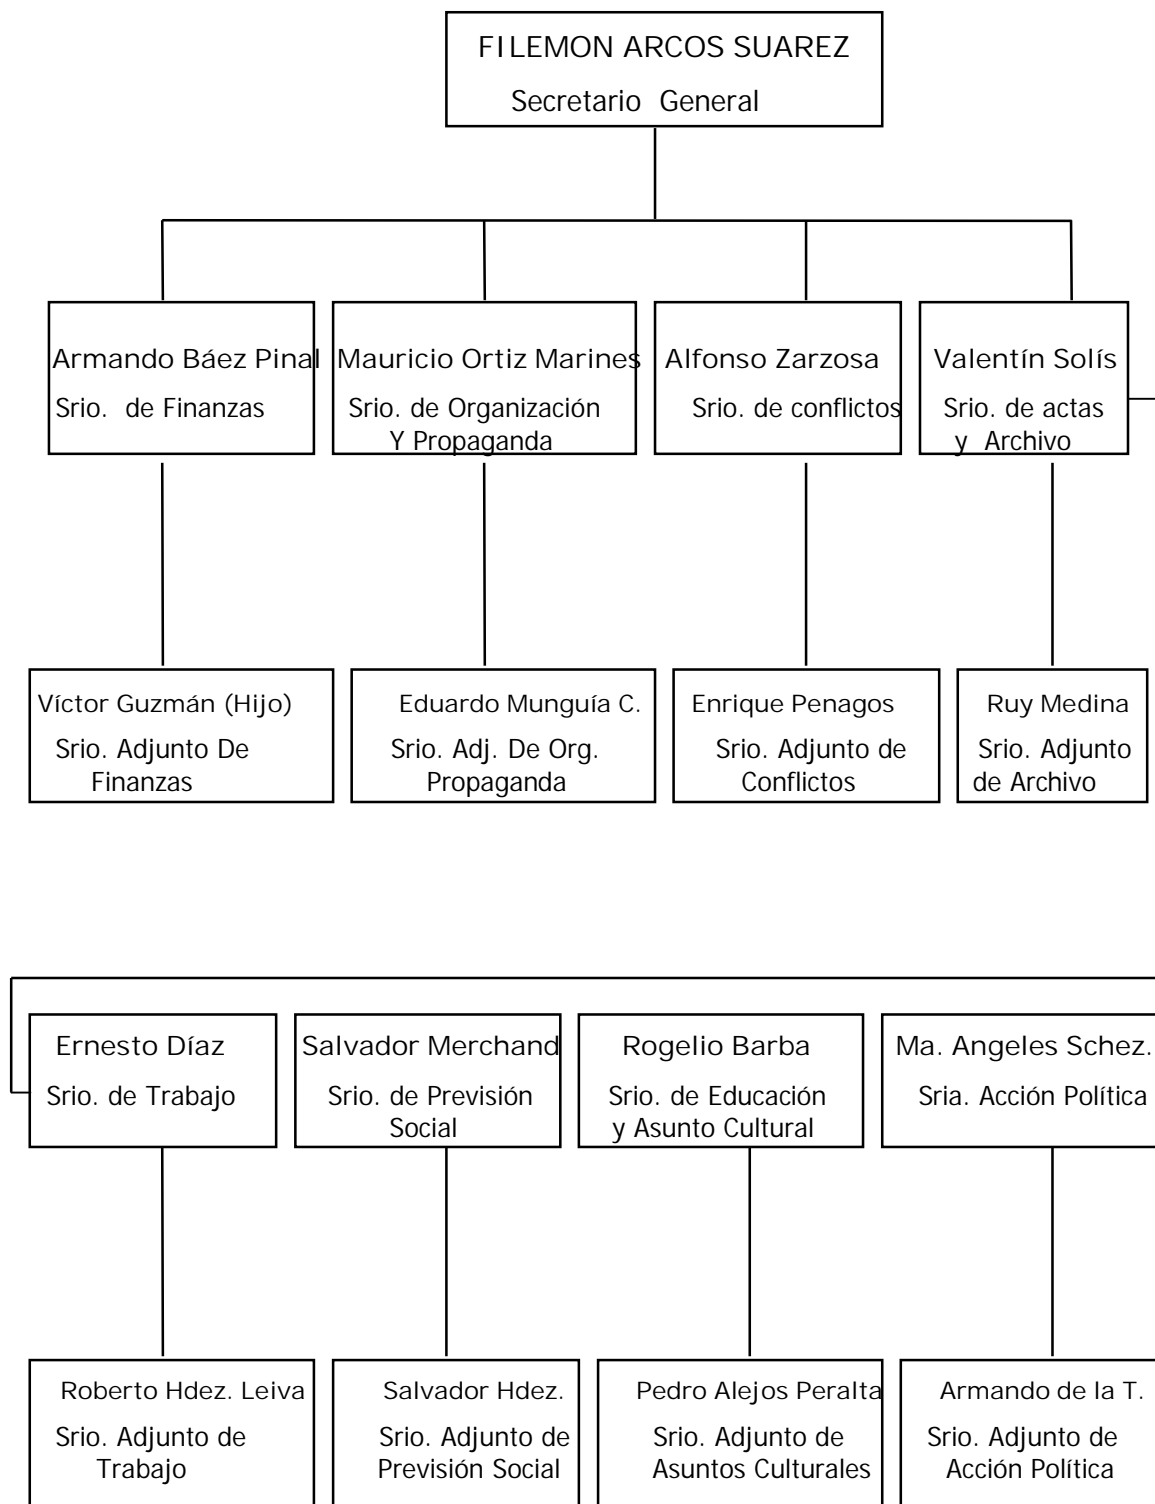 FILEMON ARCOS SUAREZ
Secretario General
Armando Báez Pinal
Srio. de Finanzas
Mauricio Ortiz Marines
Srio. de Organización
Y Propaganda
Alfonso Zarzosa
Srio. de conflictos
Valentín Solís
Srio. de actas
y Archivo
Víctor Guzmán (Hijo)
Srio. Adjunto De
Finanzas
Eduardo Munguía C.
Srio. Adj. De Org.
Propaganda
Enrique Penagos
Srio. Adjunto de
Conflictos
Ruy Medina
Srio. Adjunto
de Archivo
Ernesto Díaz
Srio. de Trabajo
Salvador Merchand
Srio. de Previsión
Social
Rogelio Barba
Srio. de Educación
y Asunto Cultural
Ma. Angeles Schez.
Sria. Acción Política
Roberto Hdez. Leiva
Srio. Adjunto de
Trabajo
Salvador Hdez.
Srio. Adjunto de
Previsión Social
Pedro Alejos Peralta
Srio. Adjunto de
Asuntos Culturales
Armando de la T.
Srio. Adjunto de
Acción Política